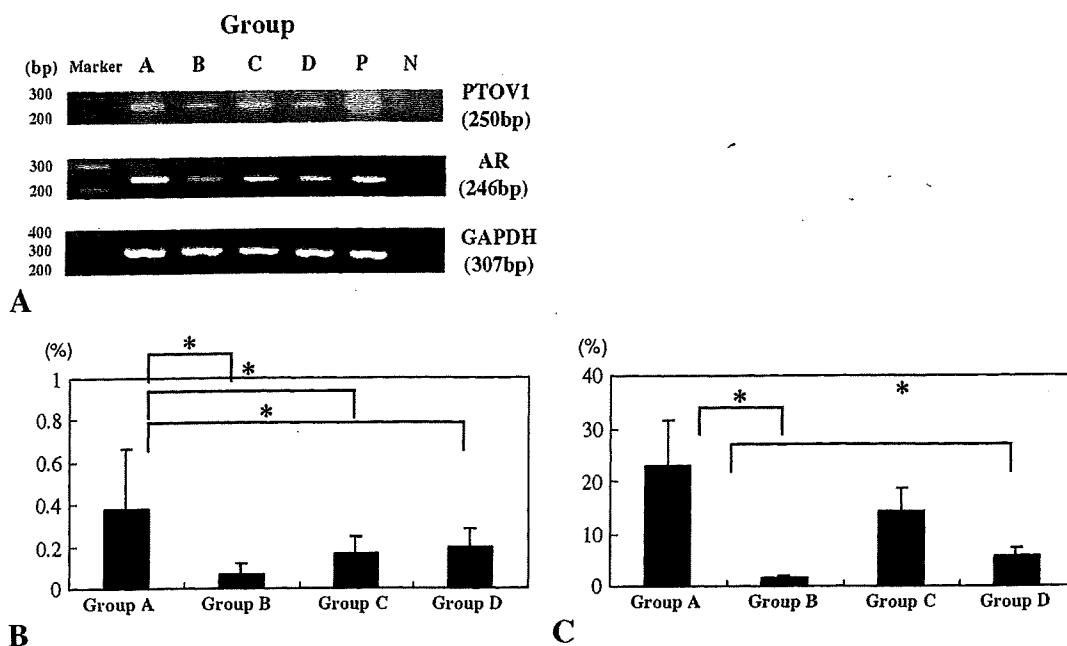 Group
(bp) Marker A B C D P N
300
200
PTOV1
(250bp)
300
200
AR
(246bp)
400
300
200
GAPDH
(307bp)
A
(%)
1
0.8
0.6
0.4
0.2
0
*
*
*
Group A Group B Group C Group D
B
(%)
40
30
20
10
0
*
*
Group A Group B Group C Group D
C